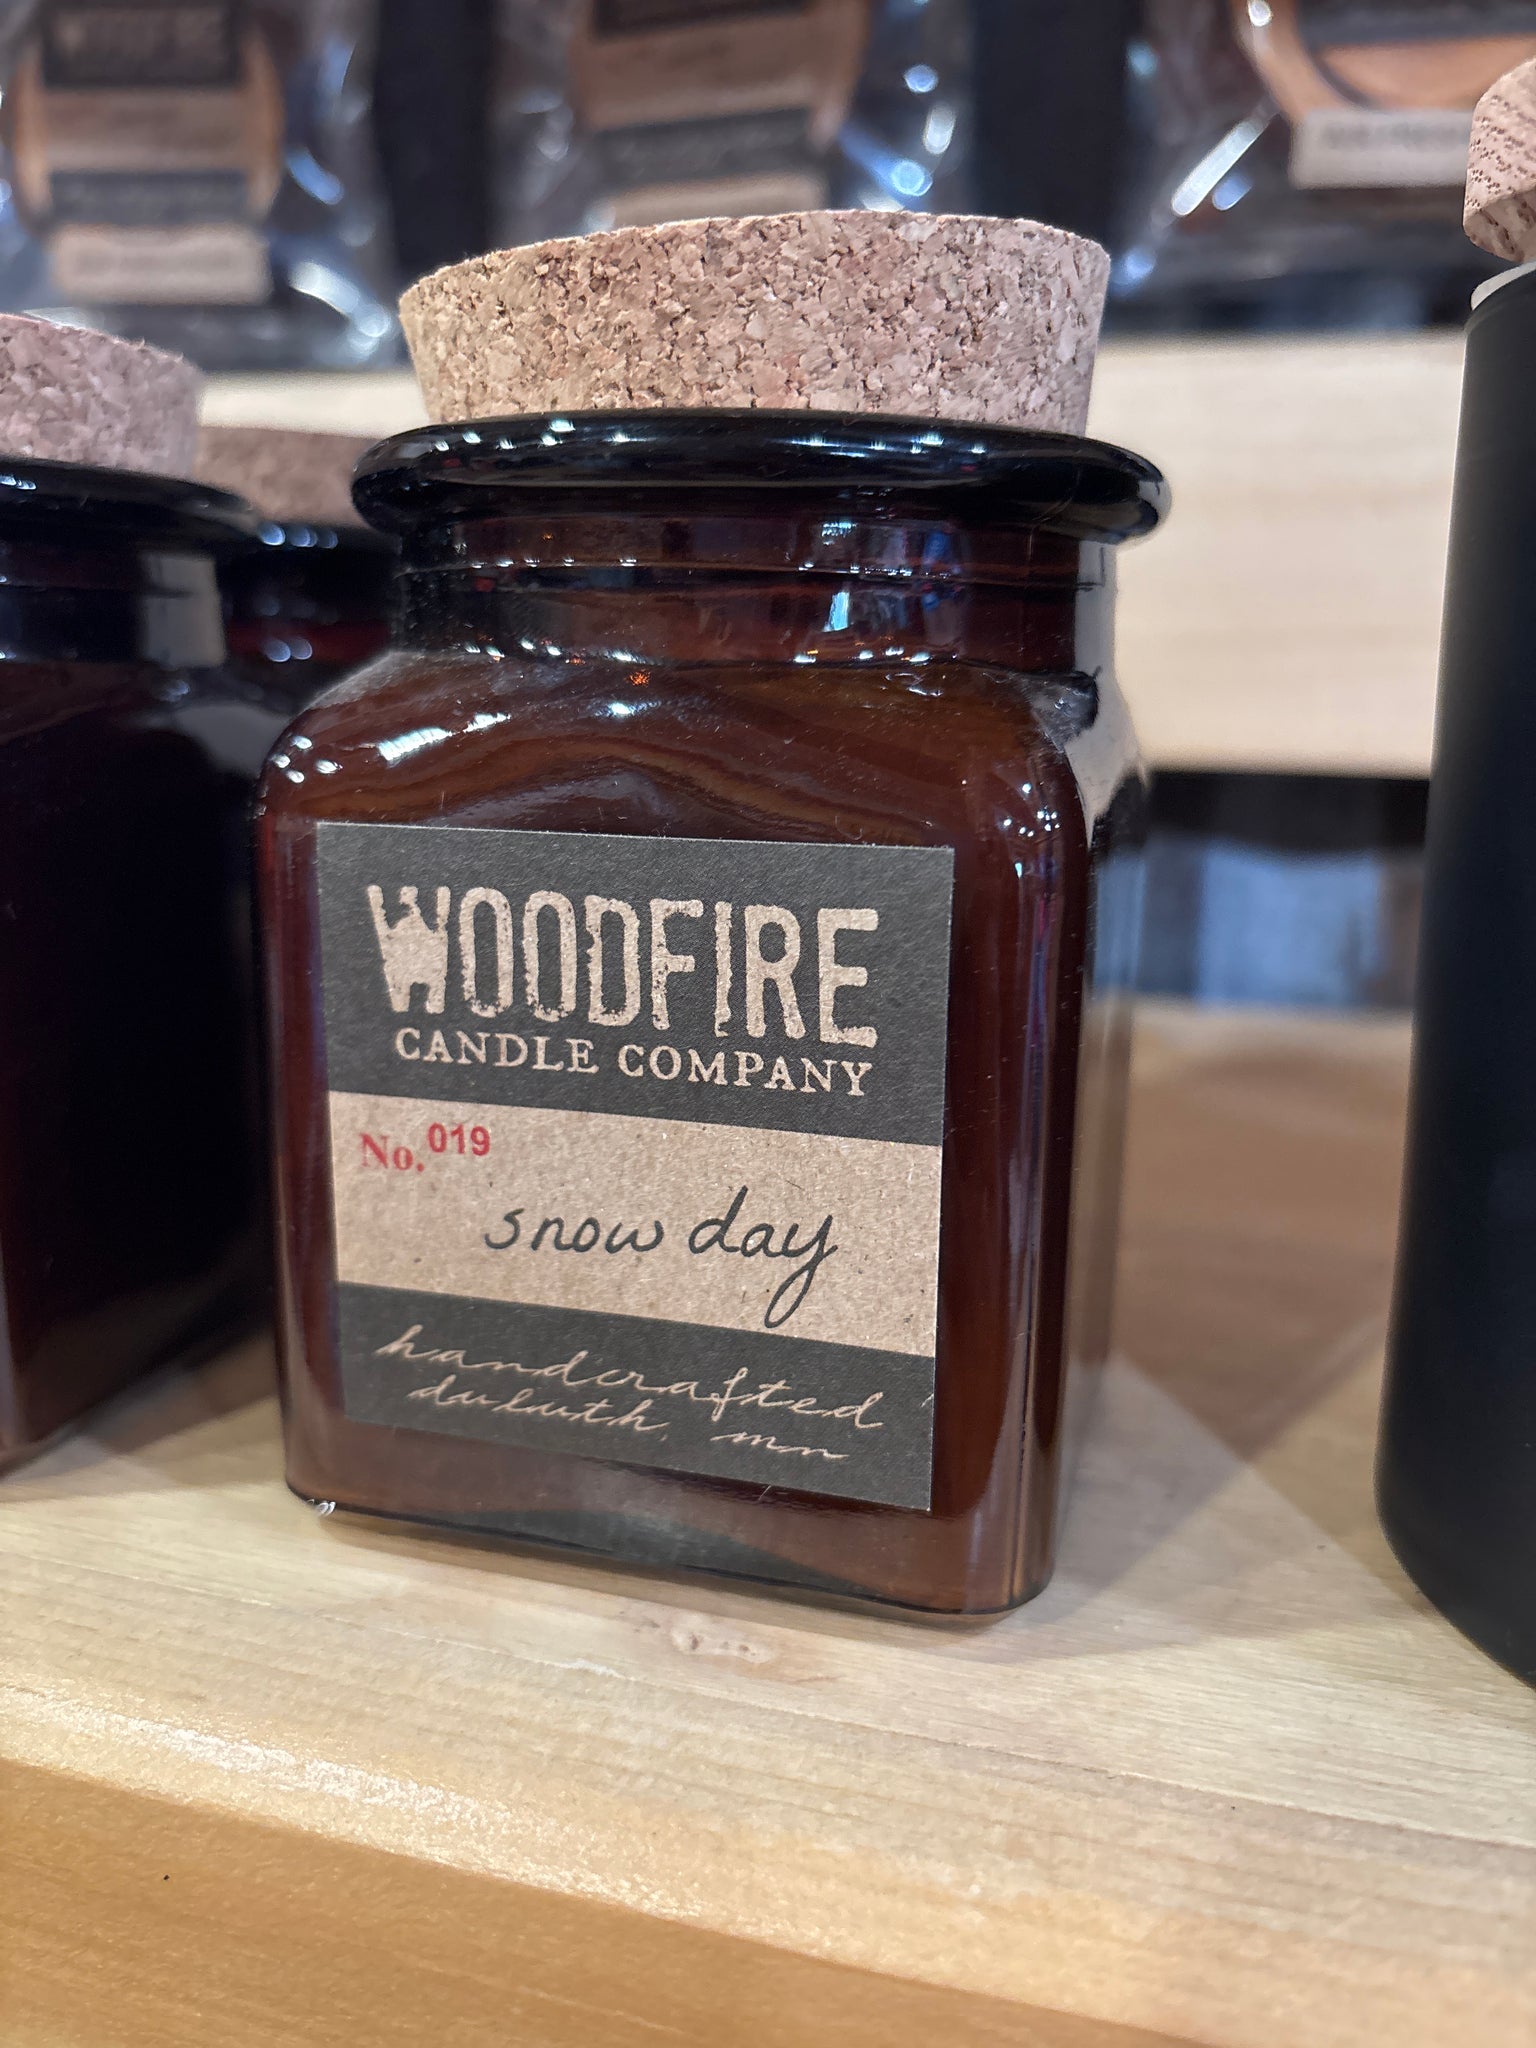 WOODFIRE
CANDLE COMPANY
No. 019
snow day
handcrafted
duluth, mn